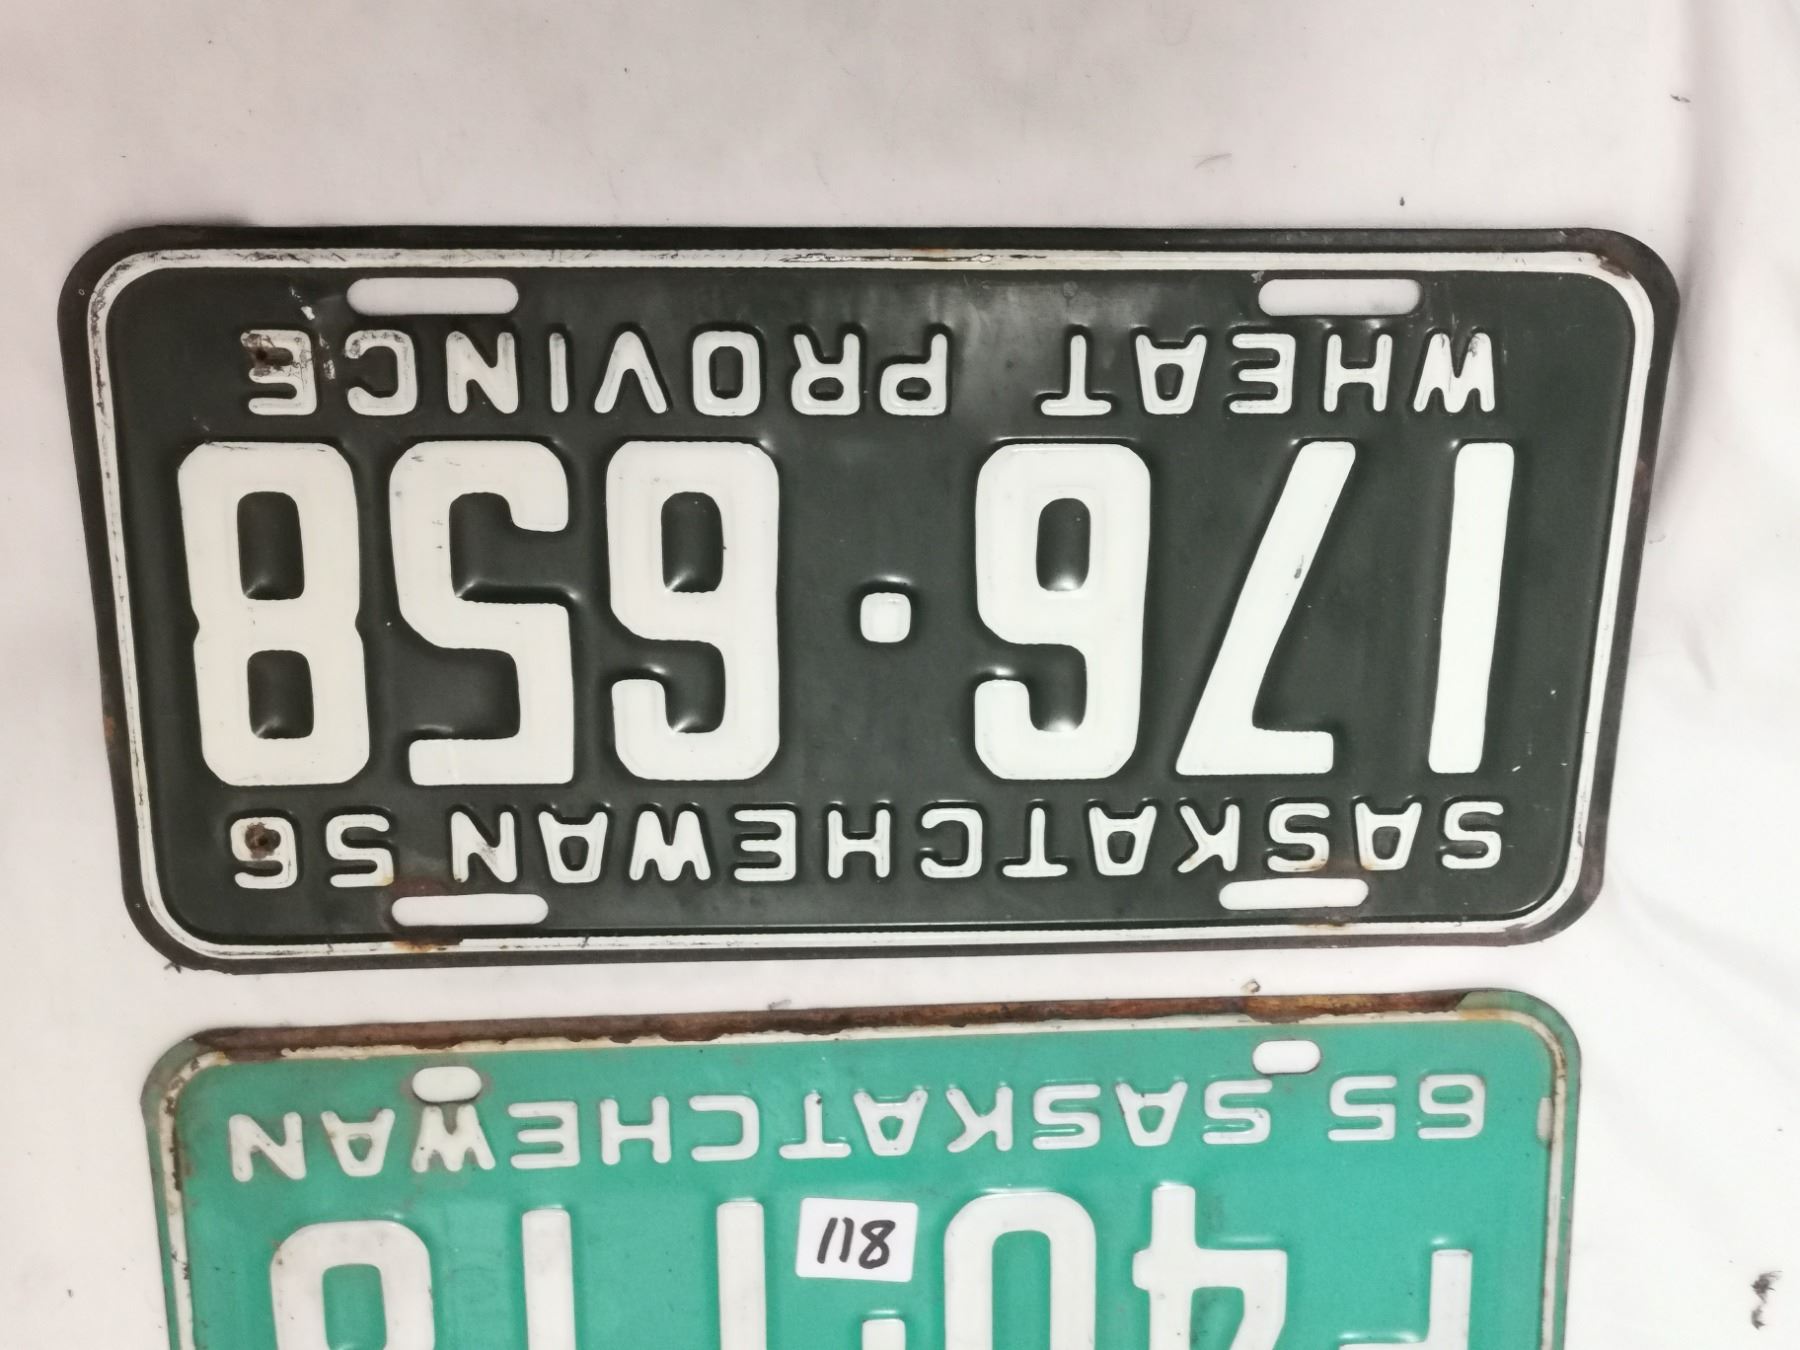 SASKATCHEWAN 56
176·658
WHEAT PROVINCE
65 SASKATCHEWAN
118